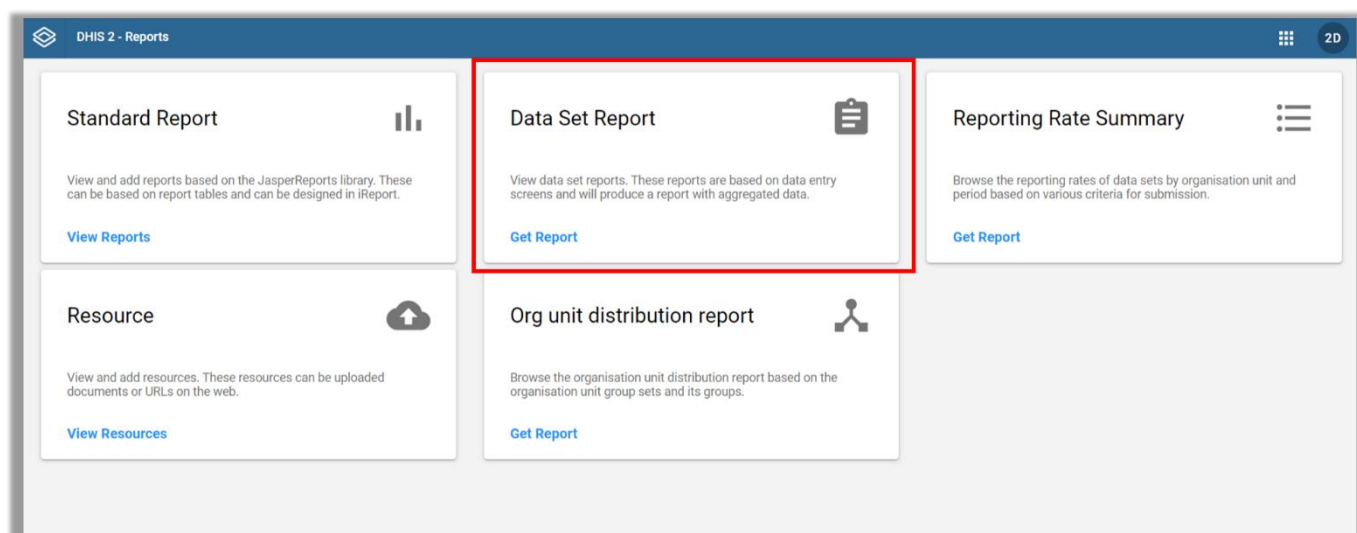 DHIS 2 - Reports
2D
Standard Report
View and add reports based on the JasperReports library. These
can be based on report tables and can be designed in iReport.
View Reports
Data Set Report
View data set reports. These reports are based on data entry
screens and will produce a report with aggregated data.
Get Report
Reporting Rate Summary
Browse the reporting rates of data sets by organisation unit and
period based on various criteria for submission.
Get Report
Resource
View and add resources. These resources can be uploaded
documents or URLs on the web.
View Resources
Org unit distribution report
Browse the organisation unit distribution report based on the
organisation unit group sets and its groups.
Get Report